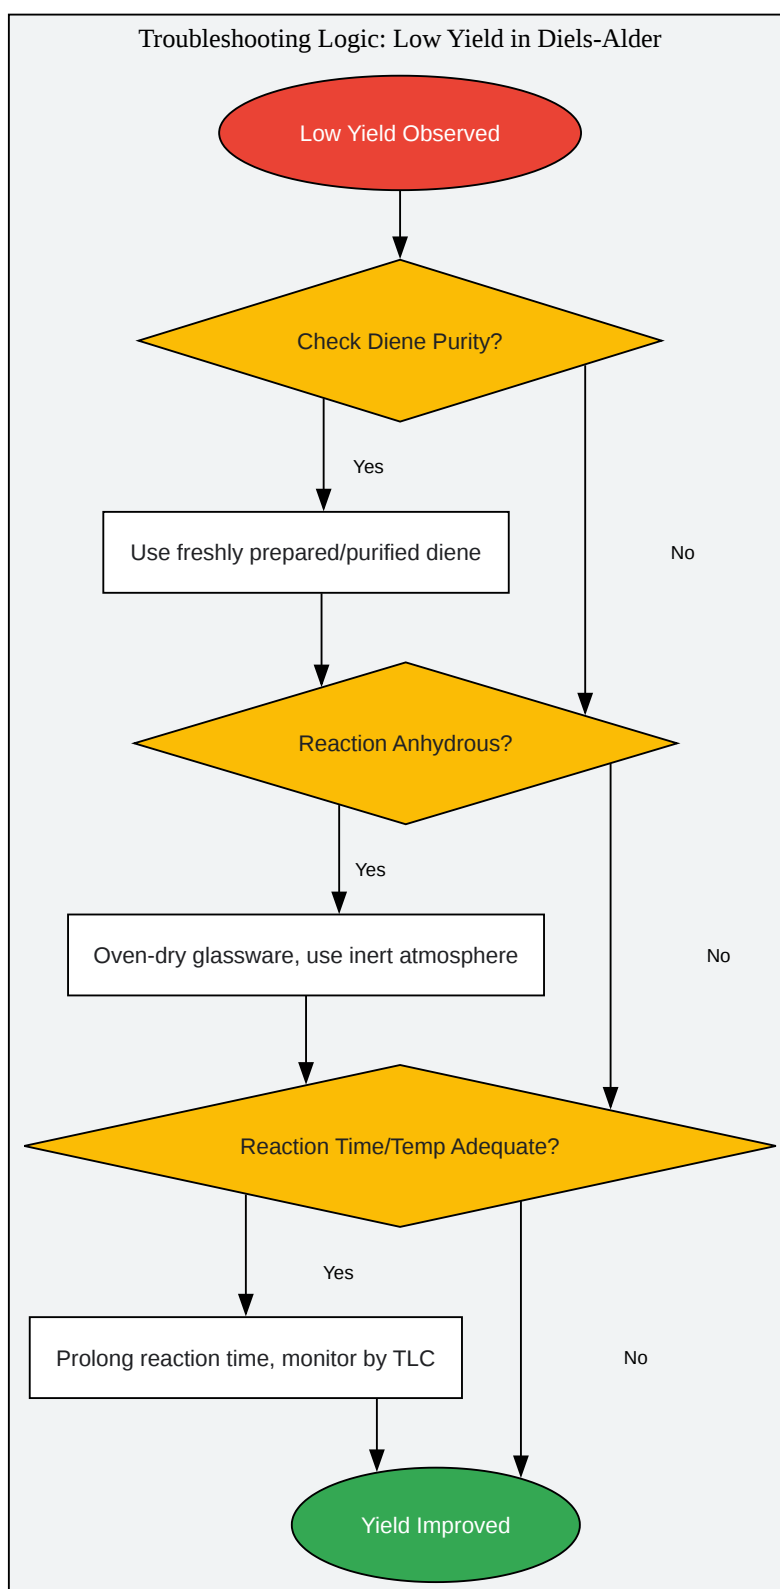 Troubleshooting Logic: Low Yield in Diels-Alder
Low Yield Observed
Check Diene Purity?
Yes
Use freshly prepared/purified diene
No
Reaction Anhydrous?
Yes
Oven-dry glassware, use inert atmosphere
No
Reaction Time/Temp Adequate?
Yes
Prolong reaction time, monitor by TLC
No
Yield Improved